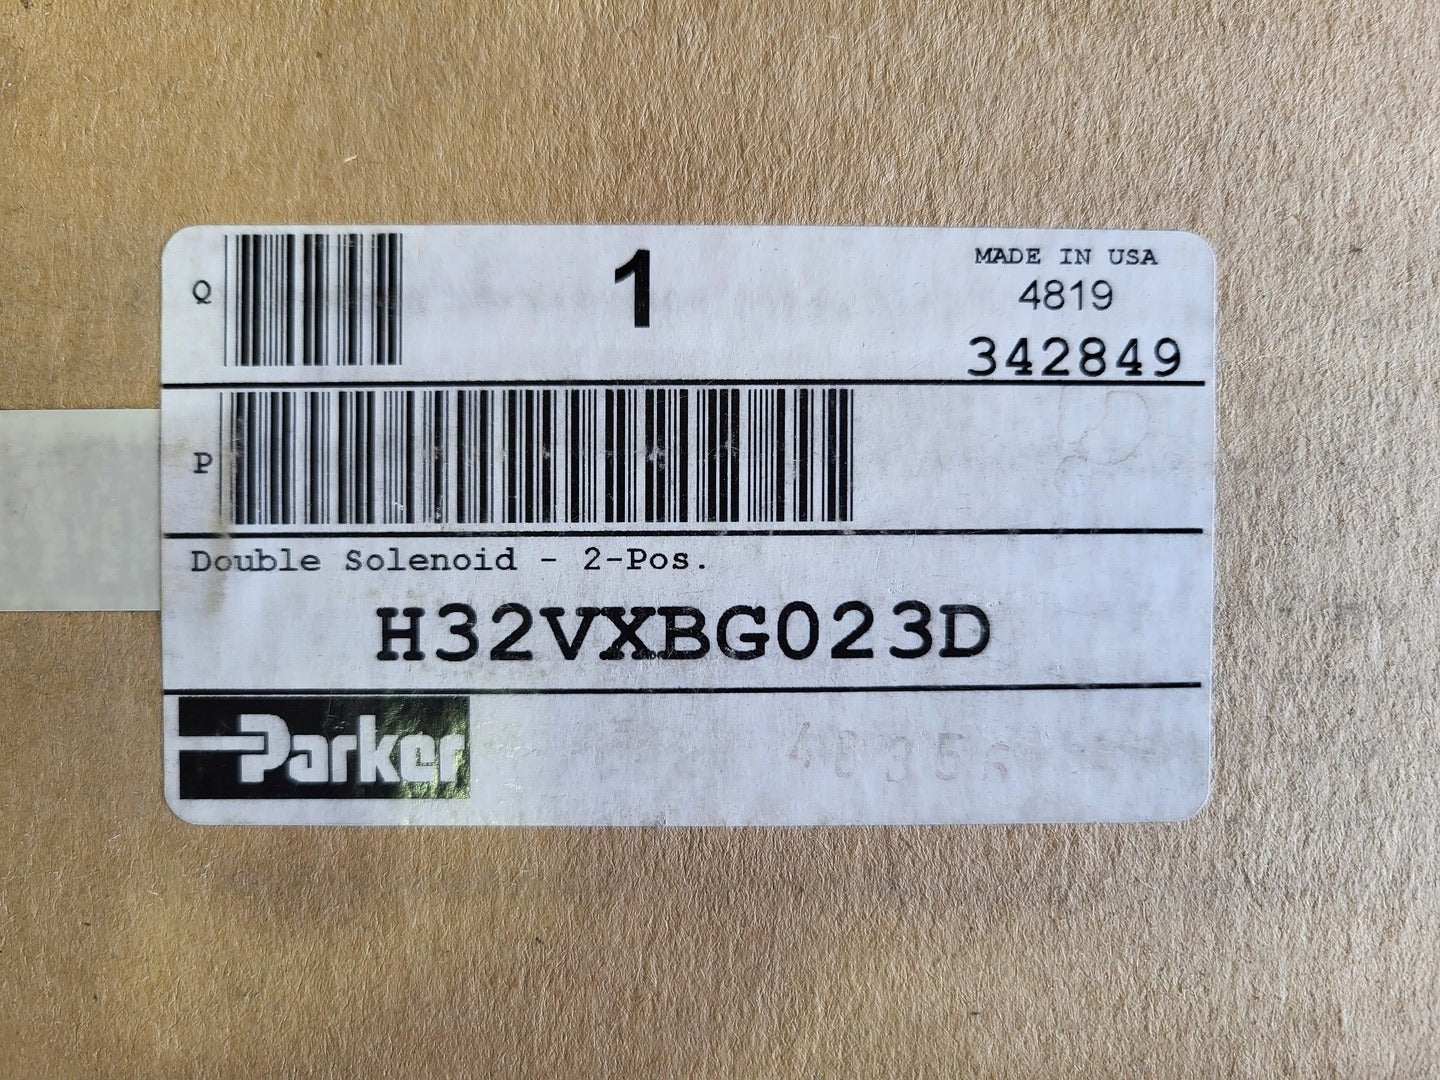 Q
1
MADE IN USA
4819
342849
P
Double Solenoid - 2-Pos.
H32VXBG023D
Parker